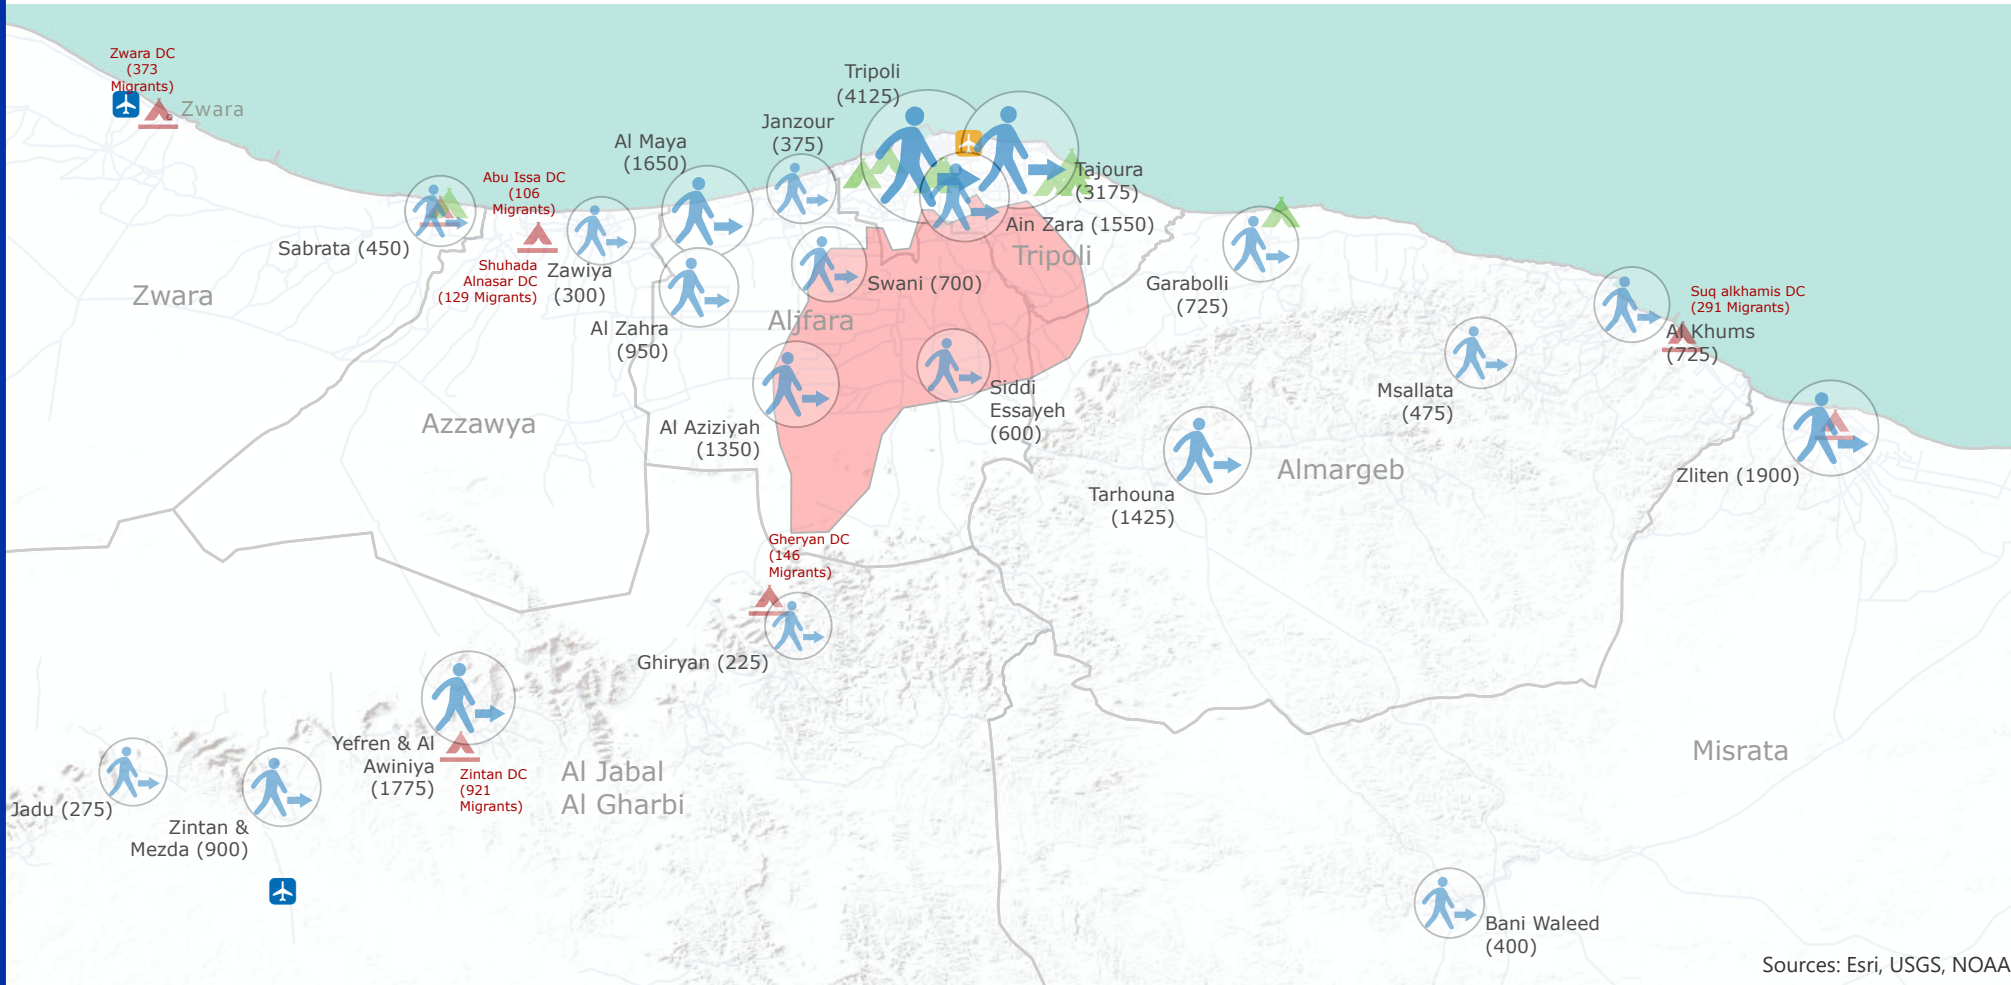 Zwara DC
(373
Migrants)
Zwara
Tripoli
(4125)
Janzour
(375)
Al Maya
(1650)
Abu Issa DC
(106
Migrants)
Tajoura
(3175)
Ain Zara (1550)
Tripoli
Sabrata (450)
Shuhada
Alnasar DC
(129 Migrants)
Zawiya
(300)
Swani (700)
Garabolli
(725)
Zwara
Al Zahra
(950)
Aljfara
Suq alkhamis DC
(291 Migrants)
Al Khums
(725)
Siddi
Essayeh
(600)
Msallata
(475)
Azzawya
Al Aziziyah
(1350)
Almargeb
Zliten (1900)
Tarhouna
(1425)
Gheryan DC
(146
Migrants)
Ghiryan (225)
Yefren & Al
Awiniya
(1775)
Zintan DC
(921
Migrants)
Al Jabal
Al Gharbi
Misrata
Jadu (275)
Zintan &
Mezda (900)
Bani Waleed
(400)
Sources: Esri, USGS, NOAA